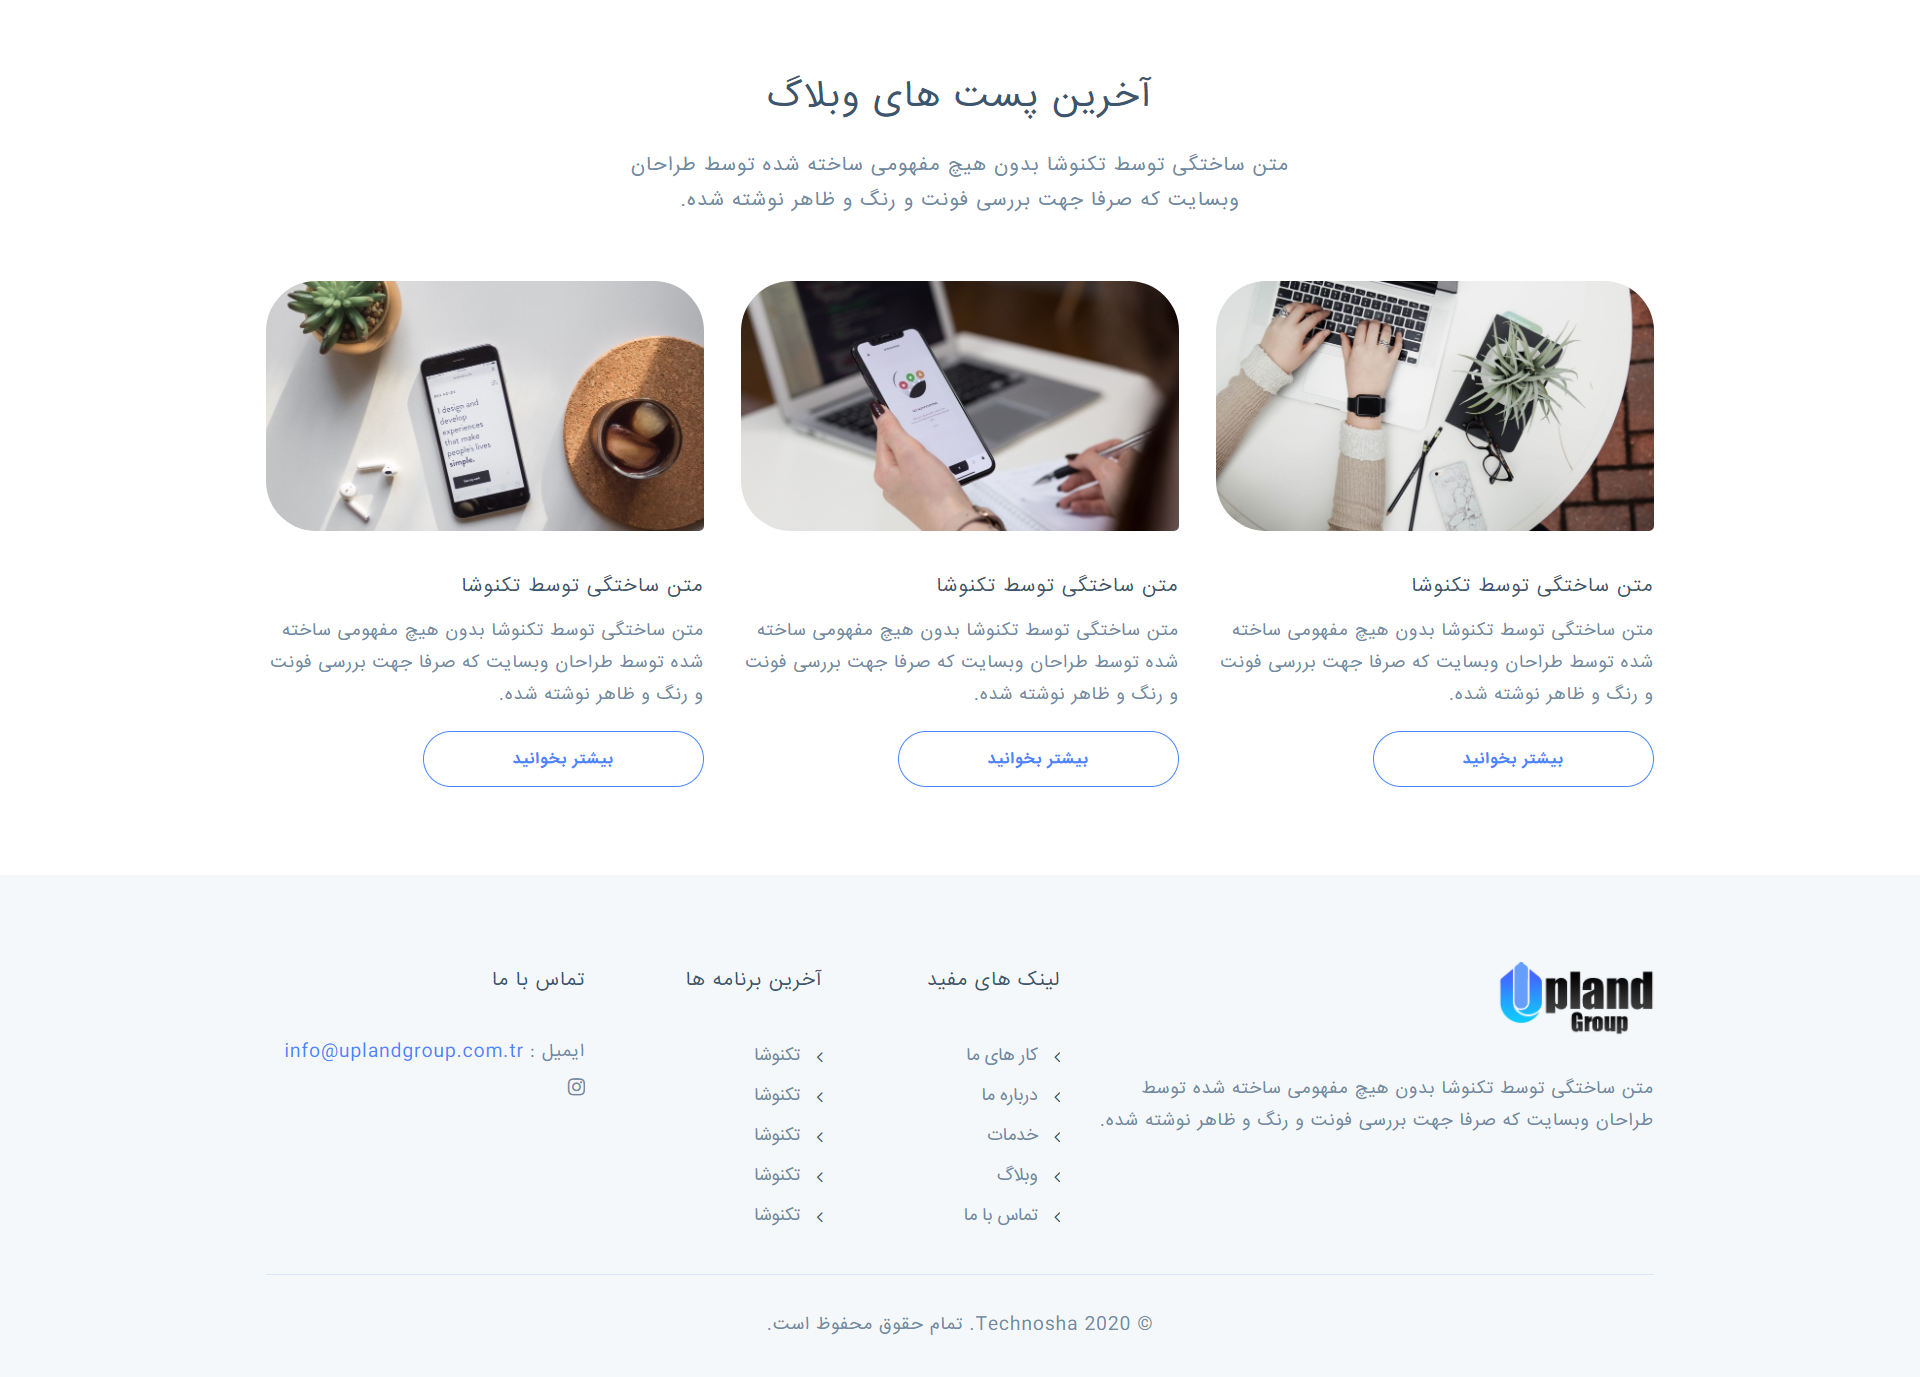 آخرین پست های وبلاگ
متن ساختگی توسط تکنوشا بدون هیچ مفهومی ساخته شده توسط طراحان
وبسایت که صرفا جهت بررسی فونت و رنگ و ظاهر نوشته شده.
I design and
develop
experiences
that make
people's lives
simple.
متن ساختگی توسط تکنوشا
متن ساختگی توسط تکنوشا بدون هیچ مفهومی ساخته
شده توسط طراحان وبسایت که صرفا جهت بررسی فونت
و رنگ و ظاهر نوشته شده.
بیشتر بخوانید
متن ساختگی توسط تکنوشا
متن ساختگی توسط تکنوشا بدون هیچ مفهومی ساخته
شده توسط طراحان وبسایت که صرفا جهت بررسی فونت
و رنگ و ظاهر نوشته شده.
بیشتر بخوانید
متن ساختگی توسط تکنوشا
متن ساختگی توسط تکنوشا بدون هیچ مفهومی ساخته
شده توسط طراحان وبسایت که صرفا جهت بررسی فونت
و رنگ و ظاهر نوشته شده.
بیشتر بخوانید
Upland
Group
متن ساختگی توسط تکنوشا بدون هیچ مفهومی ساخته شده توسط
طراحان وبسایت که صرفا جهت بررسی فونت و رنگ و ظاهر نوشته شده.
لینک های مفید
کار های ما
درباره ما
خدمات
وبلاگ
تماس با ما
آخرین برنامه ها
تکنوشا
تکنوشا
تکنوشا
تکنوشا
تکنوشا
تماس با ما
ایمیل : info@uplandgroup.com.tr
© 2020 Technosha. تمام حقوق محفوظ است.